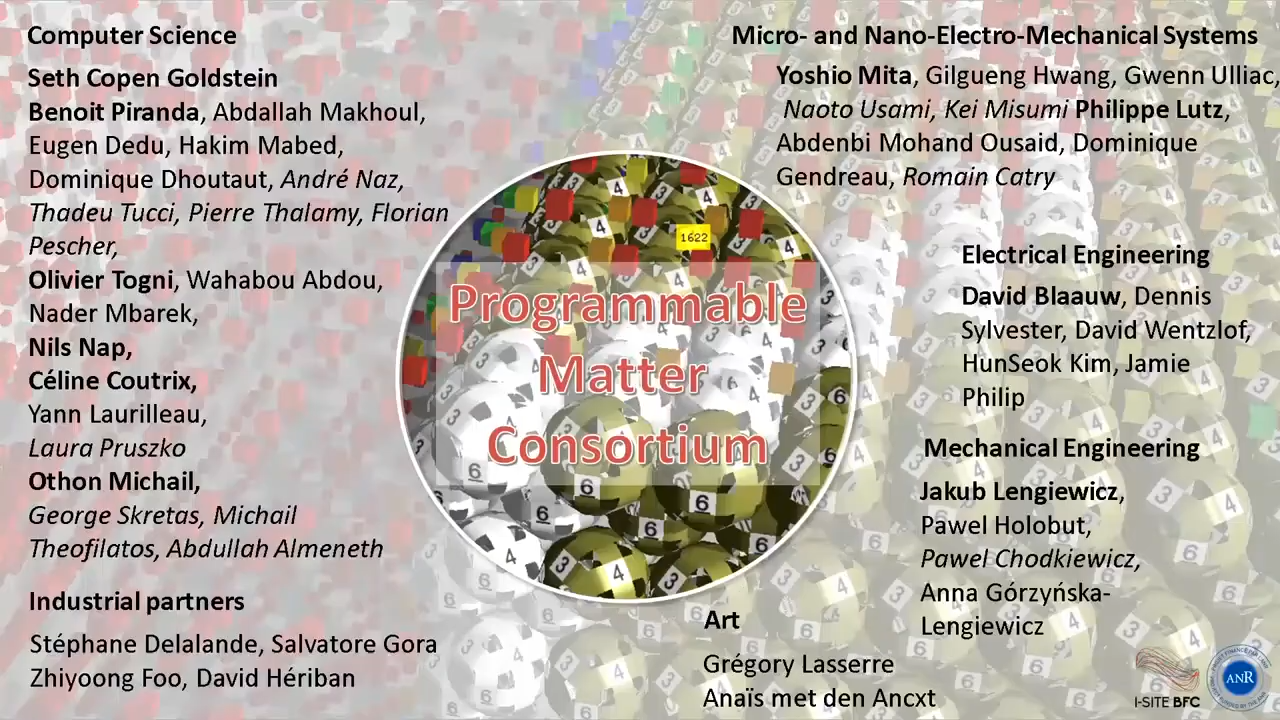 Computer Science
Seth Copen Goldstein
Benoit Piranda, Abdallah Makhoul,
Eugen Dedu, Hakim Mabed,
Dominique Dhoutaut, André Naz,
Thadeu Tucci, Pierre Thalamy, Florian
Pescher,
Olivier Togni, Wahabou Abdou,
Nader Mbarek,
Nils Nap,
Céline Coutrix,
Yann Laurilleau,
Laura Pruszko
Othon Michail,
George Skretas, Michail
Theofilatos, Abdullah Almeneth
Industrial partners
Stéphane Delalande, Salvatore Gora
Zhiyoong Foo, David Hériban
1622
Programmable
Matter
Consortium
Art
Grégory Lasserre
Anaïs met den Ancxt
Micro- and Nano-Electro-Mechanical Systems
Yoshio Mita, Gilgueng Hwang, Gwenn Ulliac,
Naoto Usami, Kei Misumi Philippe Lutz,
Abdenbi Mohand Ousaid, Dominique
Gendreau, Romain Catry
Electrical Engineering
David Blaauw, Dennis
Sylvester, David Wentzlof,
HunSeok Kim, Jamie
Philip
Mechanical Engineering
Jakub Lengiewicz,
Pawel Holobut,
Pawel Chodkiewicz,
Anna Górzyńska-
Lengiewicz
I-SITE BFC
ANR